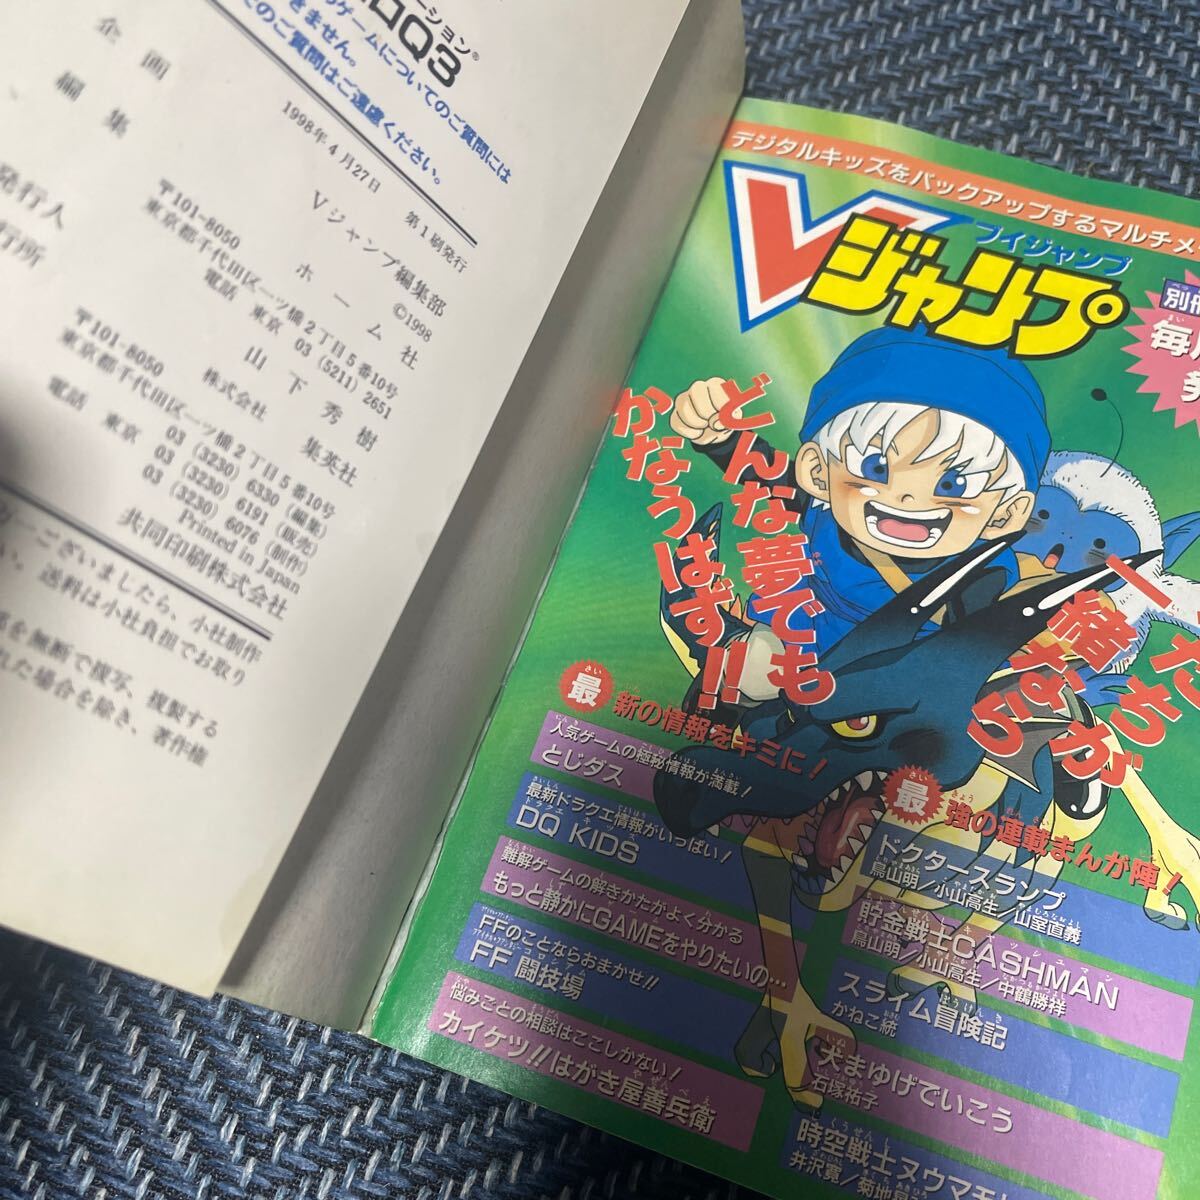 ーション®
DQ3
のゲームについてのご質問には
きません。
てのご質問はご遠慮ください。
1998年4月27日 第1刷発行
企画
編集
Vジャンプ編集部
©1998
ホーム社
〒101-8050
東京都千代田区一ツ橋2丁目5番10号
電話 東京 03 (5211) 2651
発行人
山下秀樹
行所
株式会社 集英社
〒101-8050
東京都千代田区一ツ橋2丁目5番10号
電話 東京 03 (3230) 6330 (編集)
03 (3230) 6191 (販売)
03 (3230) 6076 (制作)
Printed in Japan
共同印刷株式会社
ーございましたら、小社制作
い。送料は小社負担でお取り
部を無断で複写、複製する
れた場合を除き、著作権
デジタルキッズをバックアップするマルチメ
Vジャンプ
ブイジャンプ
どんな夢でも
かなうはず!!
たちが
一緒なら
最新の情報をキミに!
人気ゲームの極秘情報が満載!
とじダス
最新ドラクエ情報がいっぱい!
DQ KIDS
難解ゲームの解きかたがよく分かる
もっと静かにGAMEをやりたいの…
FFのことならおまかせ!!
FF 闘技場
悩みごとの相談はここしかない!
カイケツ!!はがき屋善兵衛
最強の連載まんが陣!
ドクタースランプ
鳥山明/小山高生/山室直義
貯金戦士CASHMAN
鳥山明/小山高生/中鶴勝祥
スライム冒険記
かねこ統
犬まゆげでいこう
石塚祐子
時空戦士ヌウマモ
井沢寛/菊地